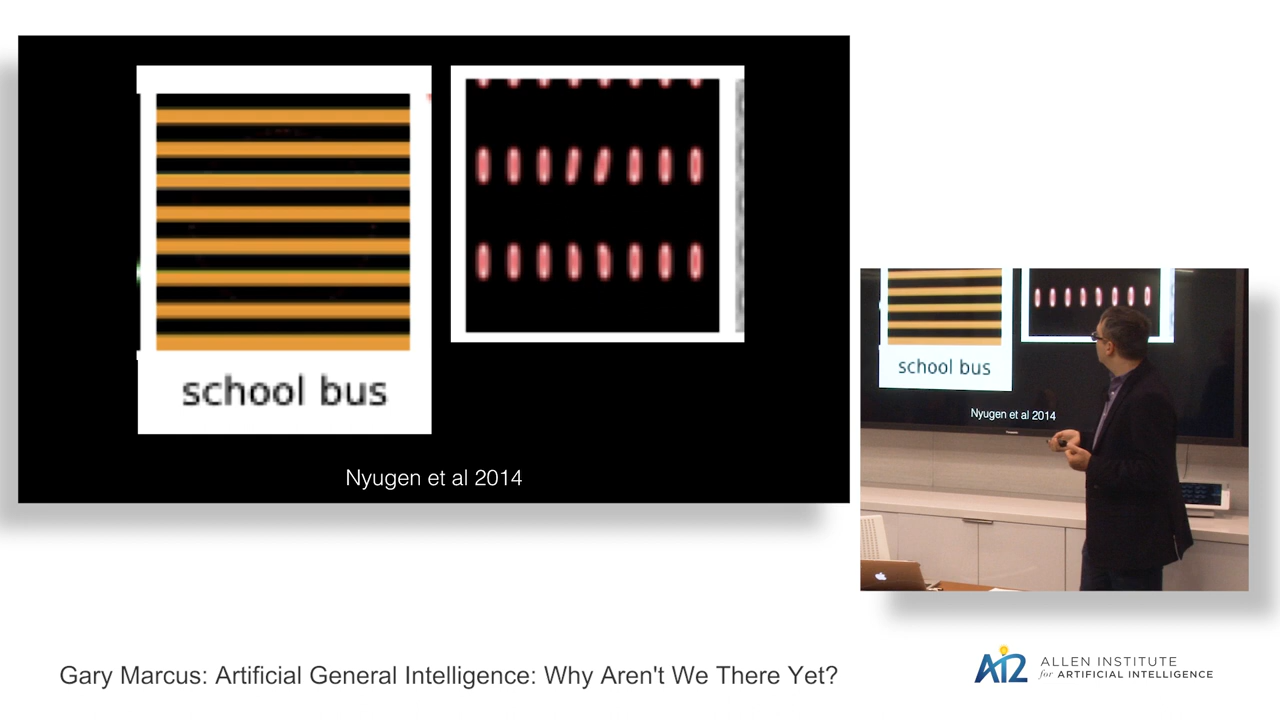 school bus
Nyugen et al 2014
school bus
Nyugen et al 2014
Gary Marcus: Artificial General Intelligence: Why Aren't We There Yet?
AI2 ALLEN INSTITUTE
for ARTIFICIAL INTELLIGENCE